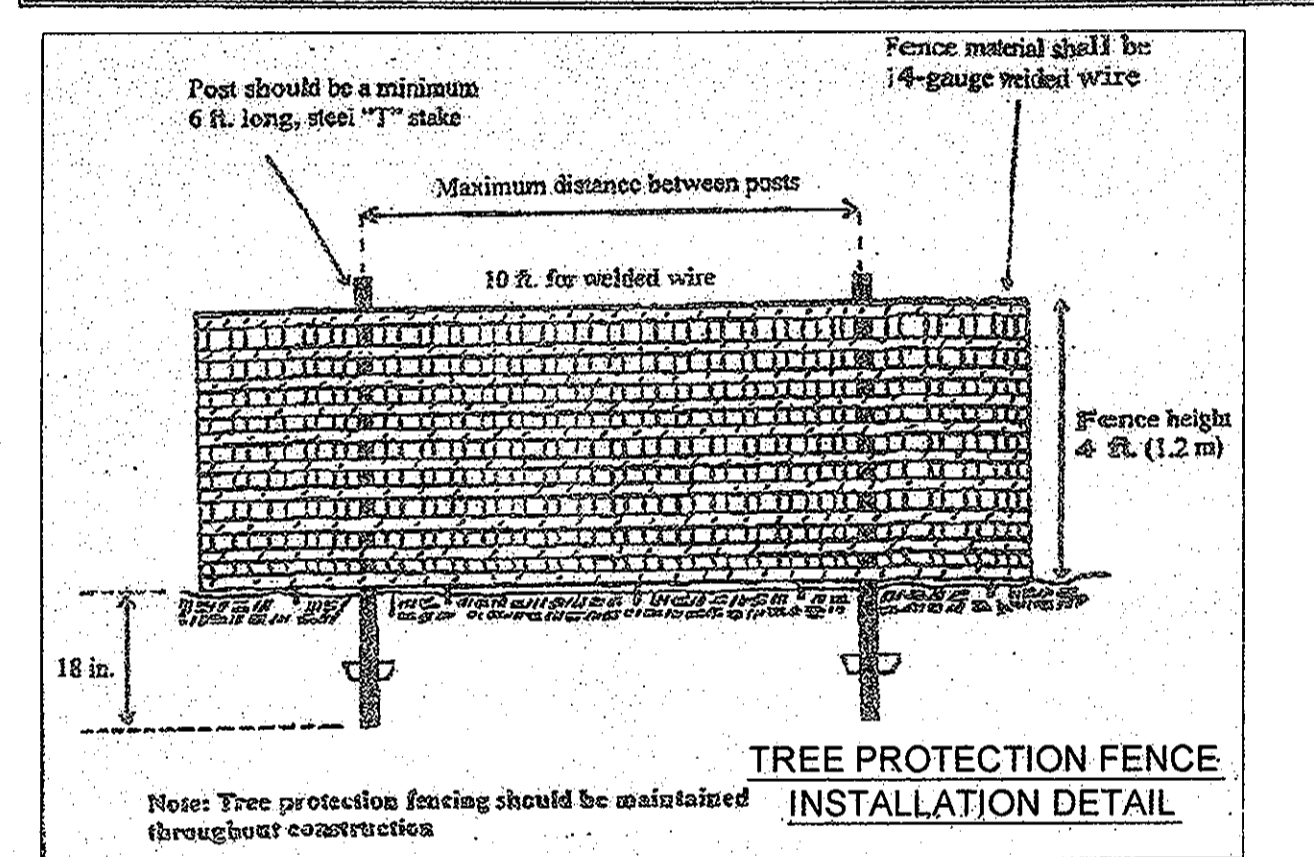 Fence material shall be
14-gauge welded wire
Post should be a minimum
6 ft. long, steel "T" stake
Maximum distance between posts
10 ft. for welded wire
Fence height
4 ft. (1.2 m)
18 in.
TREE PROTECTION FENCE
INSTALLATION DETAIL
Note: Tree protection fencing should be maintained
throughout construction